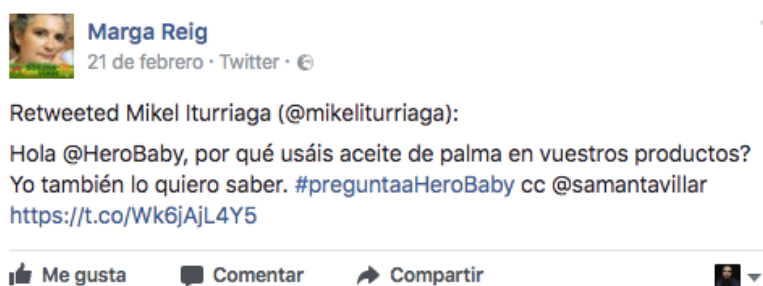 Marga Reig
21 de febrero · Twitter ·
Retweeted Mikel Iturriaga (@mikeliturriaga):
Hola @HeroBaby, por qué usáis aceite de palma en vuestros productos?
Yo también lo quiero saber. #preguntaaHeroBaby cc @samantavillar
https://t.co/Wk6jAjL4Y5
Me gusta Comentar Compartir